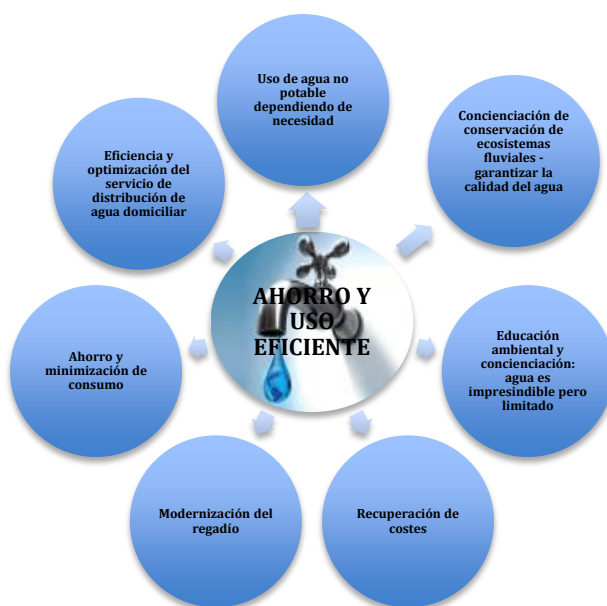 Uso de agua no
potable
dependiendo de
necesidad
Concienciación de
conservación de
ecosistemas
fluviales -
garantizar la
calidad del agua
Eficiencia y
optimización del
servicio de
distribución de
agua domiciliar
AHORRO Y
USO
EFICIENTE
Educación
ambiental y
concienciación:
agua es
impresindible pero
limitado
Ahorro y
minimización de
consumo
Modernización del
regadío
Recuperación de
costes